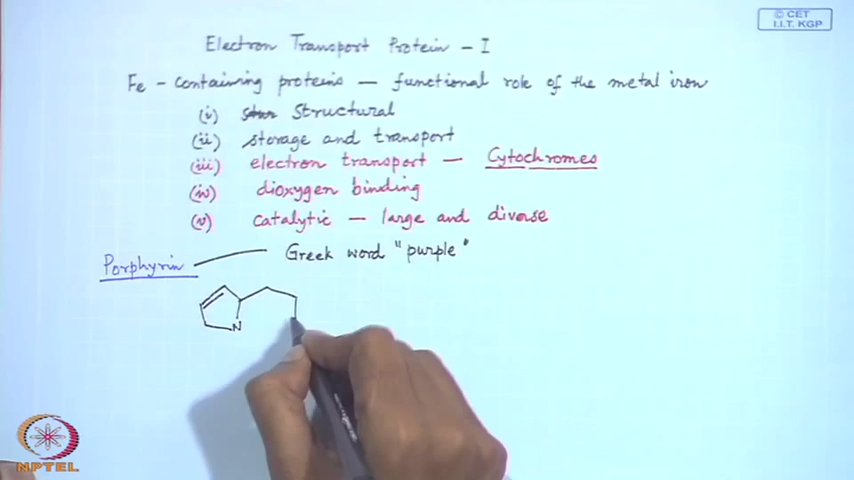 © CET
I.I.T. KGP
Electron Transport Protein - I
Fe - containing proteins — functional role of the metal iron
(i) Structural
(ii) storage and transport
(iii) electron transport — Cytochromes
(iv) dioxygen binding
(v) catalytic — large and diverse
Porphyrin — Greek word "purple"
N
NPTEL